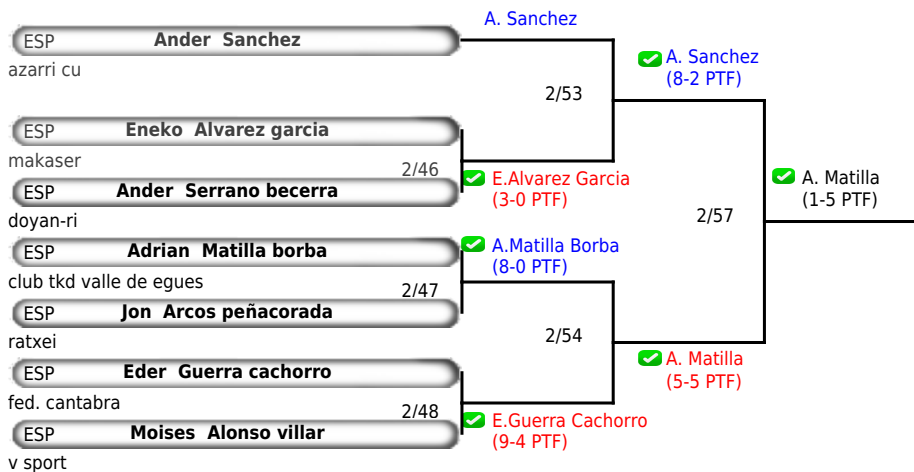 A. Sanchez
ESP Ander Sanchez
azarri cu
A. Sanchez
(8-2 PTF)
2/53
ESP Eneko Alvarez garcia
makaser
2/46
E.Alvarez Garcia
(3-0 PTF)
ESP Ander Serrano becerra
doyan-ri
A. Matilla
(1-5 PTF)
2/57
ESP Adrian Matilla borba
club tkd valle de egues
A.Matilla Borba
(8-0 PTF)
2/47
ESP Jon Arcos peñacorada
ratxei
2/54
A. Matilla
(5-5 PTF)
ESP Eder Guerra cachorro
fed. cantabra
2/48
E.Guerra Cachorro
(9-4 PTF)
ESP Moises Alonso villar
v sport